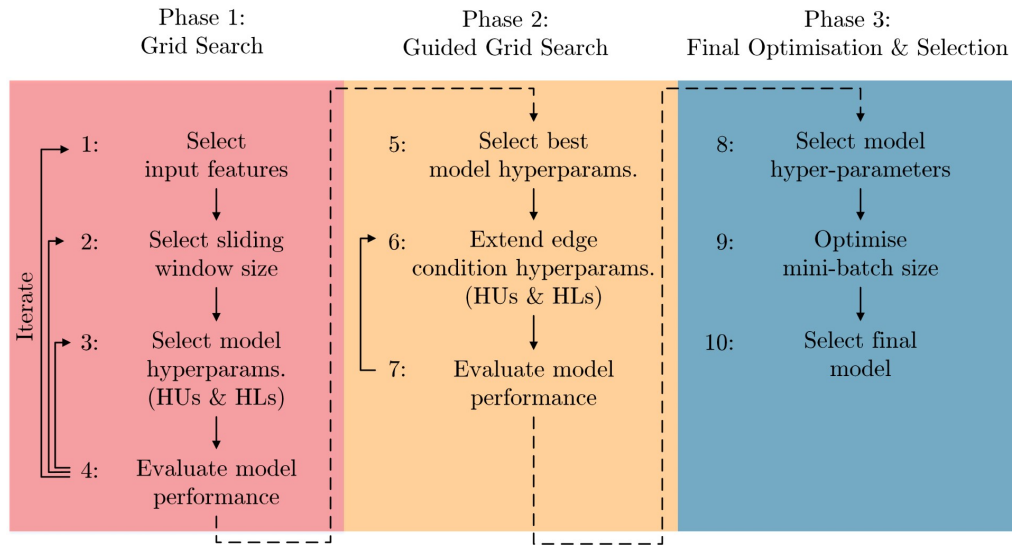 Phase 1:
Grid Search
Phase 2:
Guided Grid Search
Phase 3:
Final Optimisation & Selection
Iterate
1:
Select
input features
2:
Select sliding
window size
3:
Select model
hyperparams.
(HUs & HLs)
4:
Evaluate model
performance
5:
Select best
model hyperparams.
6:
Extend edge
condition hyperparams.
(HUs & HLs)
7:
Evaluate model
performance
8:
Select model
hyper-parameters
9:
Optimise
mini-batch size
10:
Select final
model